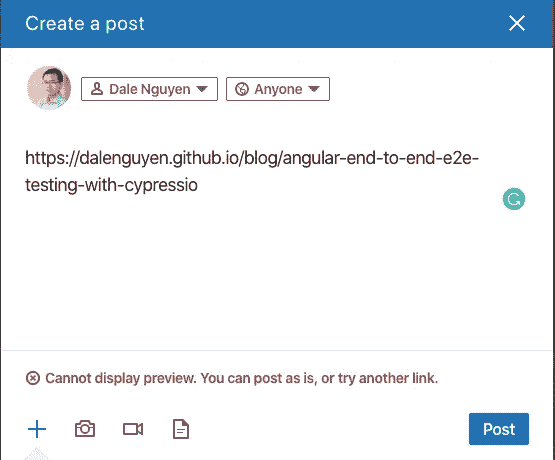 Create a post
Dale Nguyen
Anyone
https://dalenguyen.github.io/blog/angular-end-to-end-e2e-
testing-with-cypressio
Cannot display preview. You can post as is, or try another link.
Post